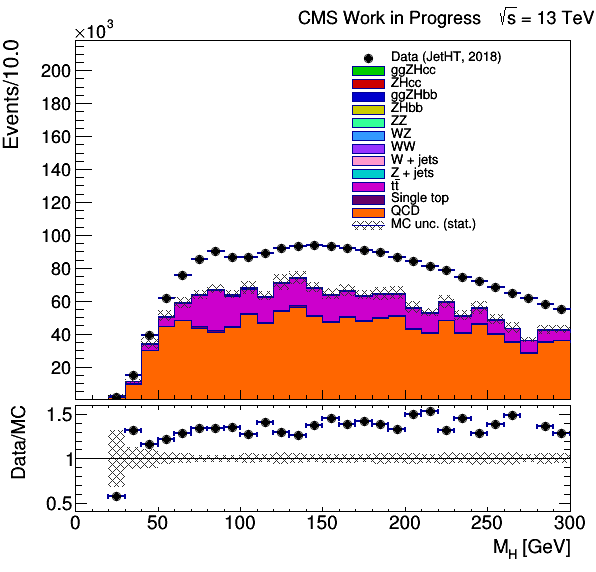 CMS Work in Progress √s = 13 TeV
×10³
Events/10.0
200
180
160
140
120
100
80
60
40
20
Data (JetHT, 2018)
ggZHcc
ZHcc
ggZHbb
ZHbb
ZZ
WZ
WW
W + jets
Z + jets
tt̄
Single top
QCD
MC unc. (stat.)
Data/MC
1.5
1
0.5
0 50 100 150 200 250 300
M_H [GeV]